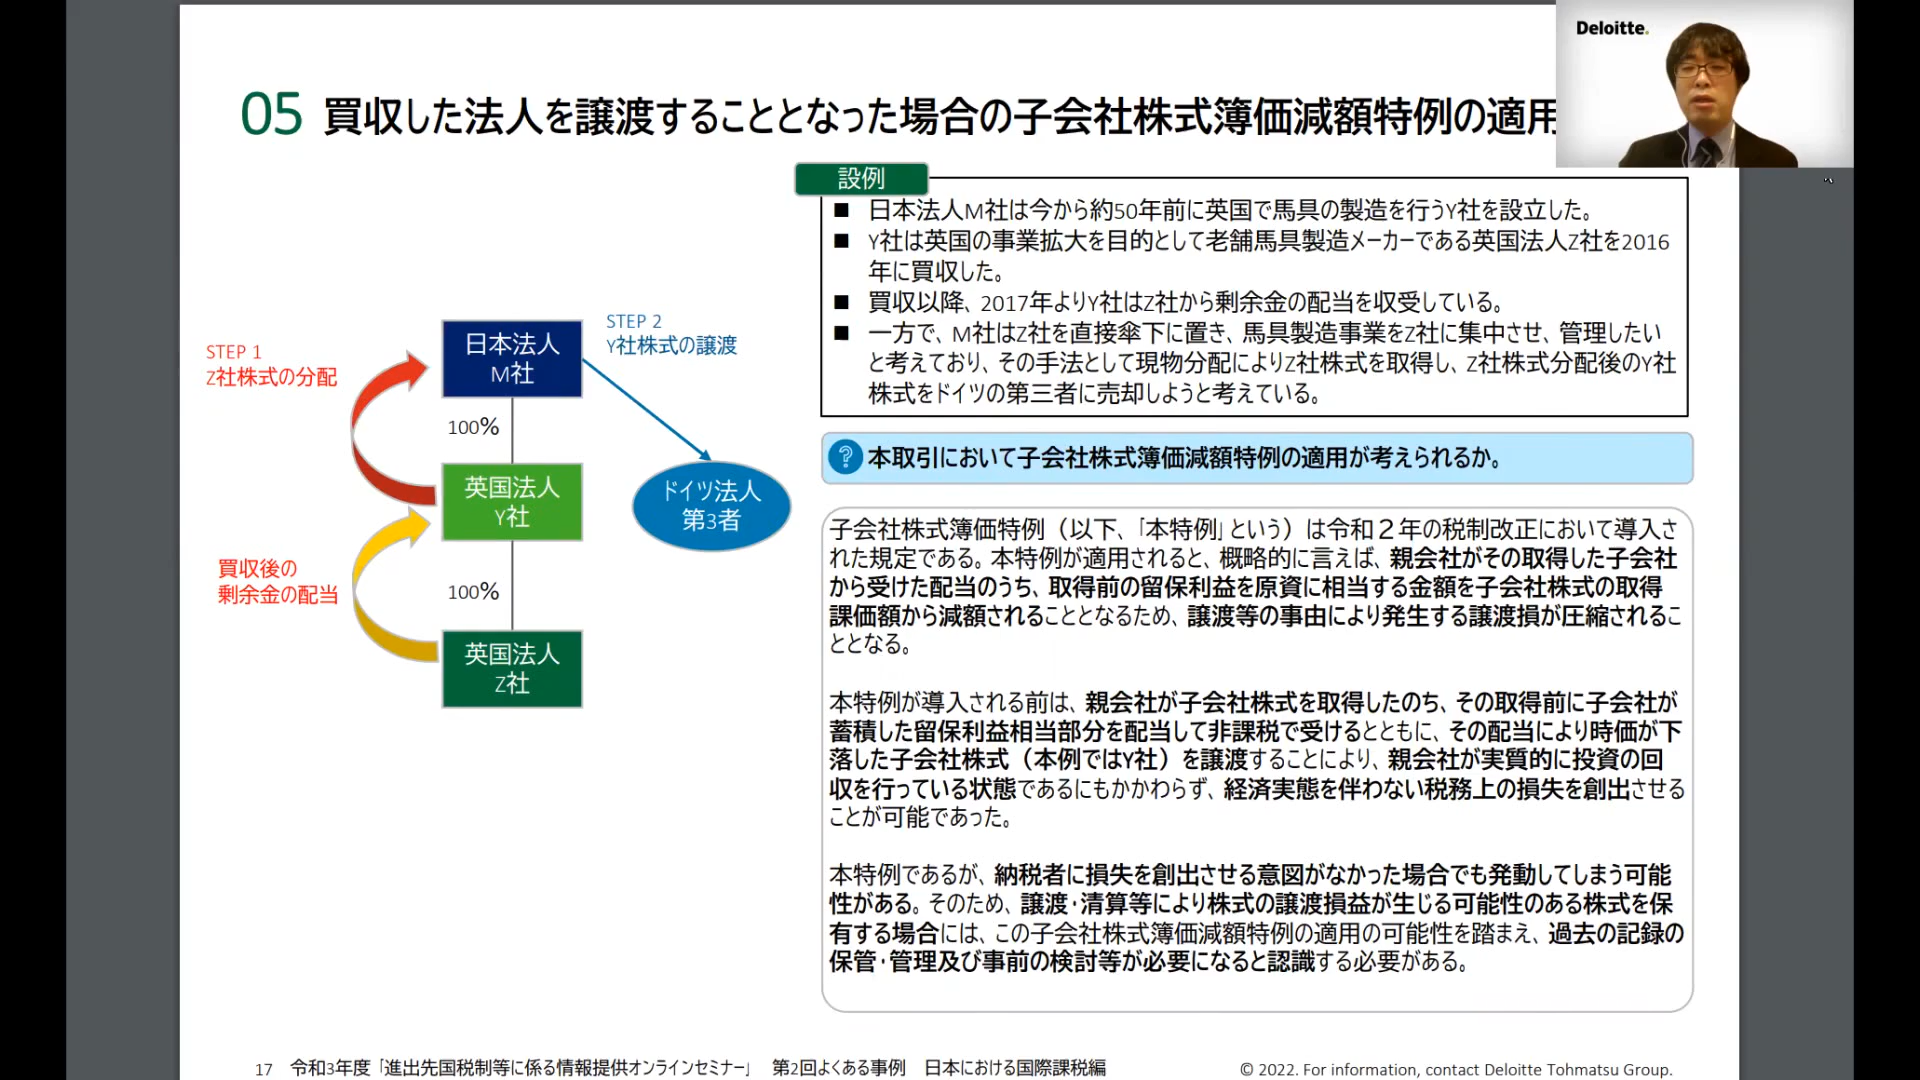 Deloitte.
05 買収した法人を譲渡することとなった場合の子会社株式簿価減額特例の適用
設例
■ 日本法人M社は今から約50年前に英国で馬具の製造を行うY社を設立した。
■ Y社は英国の事業拡大を目的として老舗馬具製造メーカーである英国法人Z社を2016
年に買収した。
■ 買収以降、2017年よりY社はZ社から剰余金の配当を収受している。
■ 一方で、M社はZ社を直接傘下に置き、馬具製造事業をZ社に集中させ、管理したい
と考えており、その手法として現物分配によりZ社株式を取得し、Z社株式分配後のY社
株式をドイツの第三者に売却しようと考えている。
STEP 1
Z社株式の分配
日本法人
M社
STEP 2
Y社株式の譲渡
100%
英国法人
Y社
ドイツ法人
第3者
買収後の
剰余金の配当
100%
英国法人
Z社
? 本取引において子会社株式簿価減額特例の適用が考えられるか。
子会社株式簿価特例（以下、「本特例」という）は令和２年の税制改正において導入さ
れた規定である。本特例が適用されると、概略的に言えば、親会社がその取得した子会社
から受けた配当のうち、取得前の留保利益を原資に相当する金額を子会社株式の取得
課価額から減額されることとなるため、譲渡等の事由により発生する譲渡損が圧縮されるこ
ととなる。
本特例が導入される前は、親会社が子会社株式を取得したのち、その取得前に子会社が
蓄積した留保利益相当部分を配当して非課税で受けるとともに、その配当により時価が下
落した子会社株式（本例ではY社）を譲渡することにより、親会社が実質的に投資の回
収を行っている状態であるにもかかわらず、経済実態を伴わない税務上の損失を創出させる
ことが可能であった。
本特例であるが、納税者に損失を創出させる意図がなかった場合でも発動してしまう可能
性がある。そのため、譲渡・清算等により株式の譲渡損益が生じる可能性のある株式を保
有する場合には、この子会社株式簿価減額特例の適用の可能性を踏まえ、過去の記録の
保管・管理及び事前の検討等が必要になると認識する必要がある。
17 令和3年度「進出先国税制等に係る情報提供オンラインセミナー」 第2回よくある事例 日本における国際課税編
© 2022. For information, contact Deloitte Tohmatsu Group.